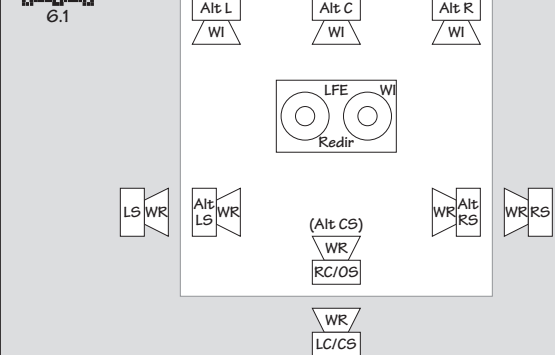 6.1
Alt L Alt C Alt R
WI WI WI
LFE WI
Redir
LS WR Alt LS WR WR Alt RS WR RS
(Alt CS)
WR
RC/OS
WR
LC/CS